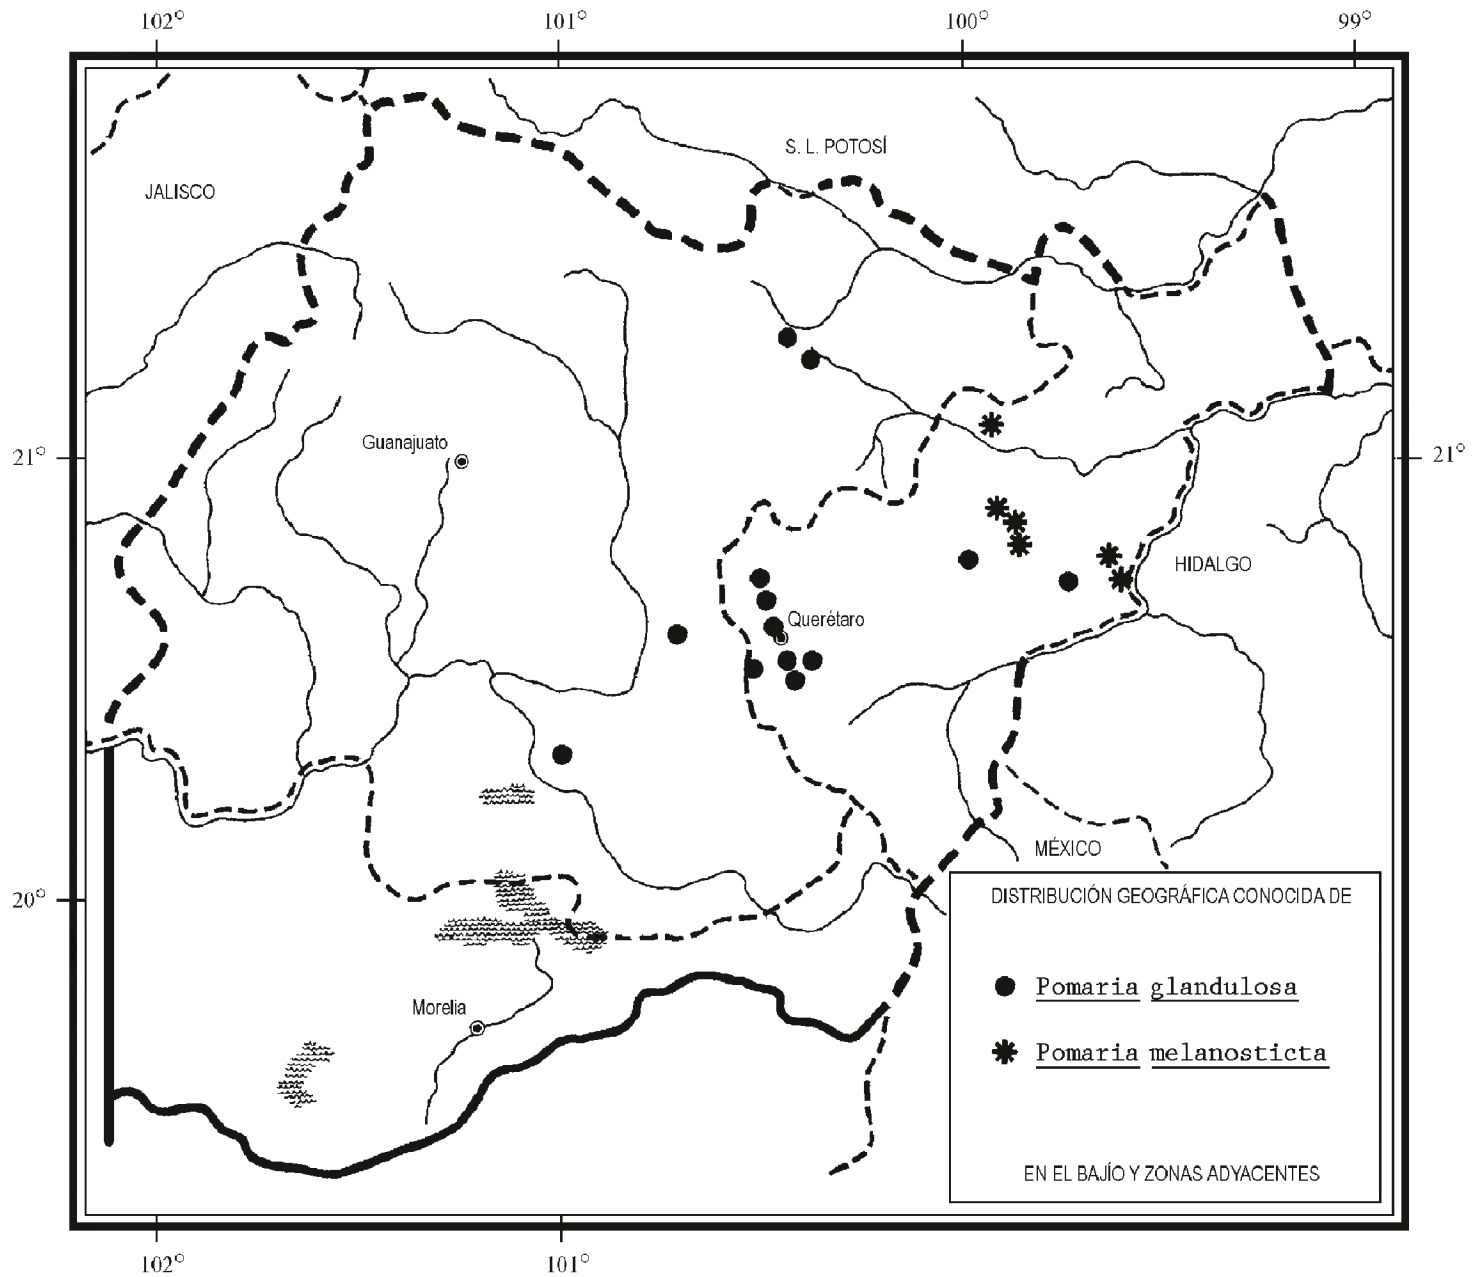 102° 101° 100° 99°
S. L. POTOSÍ
JALISCO
Guanajuato
21° 21°
HIDALGO
Querétaro
MÉXICO
20°
DISTRIBUCIÓN GEOGRÁFICA CONOCIDA DE
Pomaria glandulosa
Morelia
Pomaria melanosticta
EN EL BAJÍO Y ZONAS ADYACENTES
102° 101°